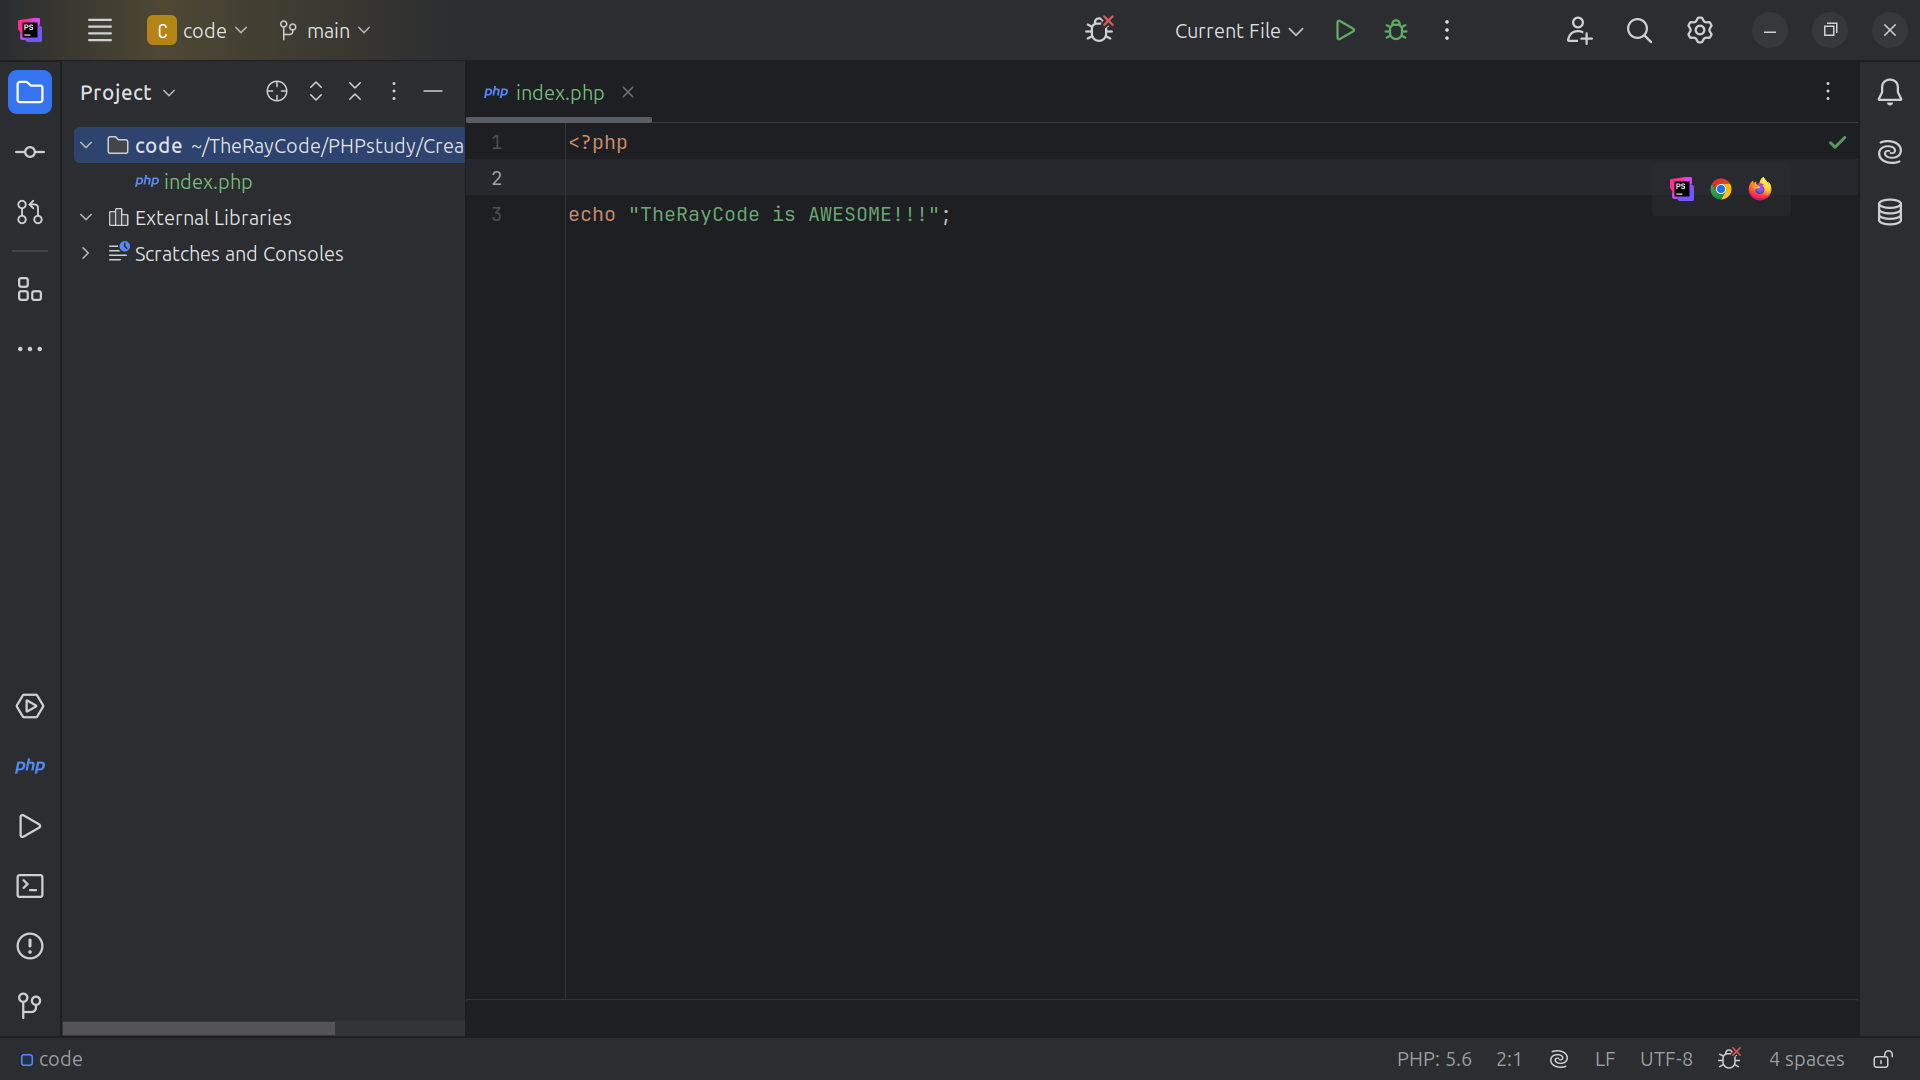 PS
C code
main
Current File
Project
php index.php
code ~/TheRayCode/PHPstudy/Crea
php index.php
External Libraries
Scratches and Consoles
1 <?php
2
3 echo "TheRayCode is AWESOME!!!";
PS
php
code
PHP: 5.6 2:1 LF UTF-8 4 spaces